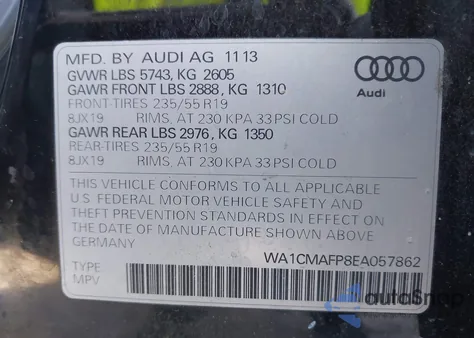 MFD. BY AUDI AG 11 13
GVWR LBS 5743, KG 2605
GAWR FRONT LBS 2888, KG 1310
FRONT-TIRES 235/55 R19
8JX19 RIMS, AT 230 KPA 33 PSI COLD
GAWR REAR LBS 2976, KG 1350
REAR-TIRES 235/55 R19
8JX19 RIMS, AT 230 KPA 33 PSI COLD
Audi
THIS VEHICLE CONFORMS TO ALL APPLICABLE
U.S. FEDERAL MOTOR VEHICLE SAFETY AND
THEFT PREVENTION STANDARDS IN EFFECT ON
THE DATE OF MANUFACTURE SHOWN ABOVE.
GERMANY
WA1CMAFP8EA057862
TYPE
MPV
autoSnap